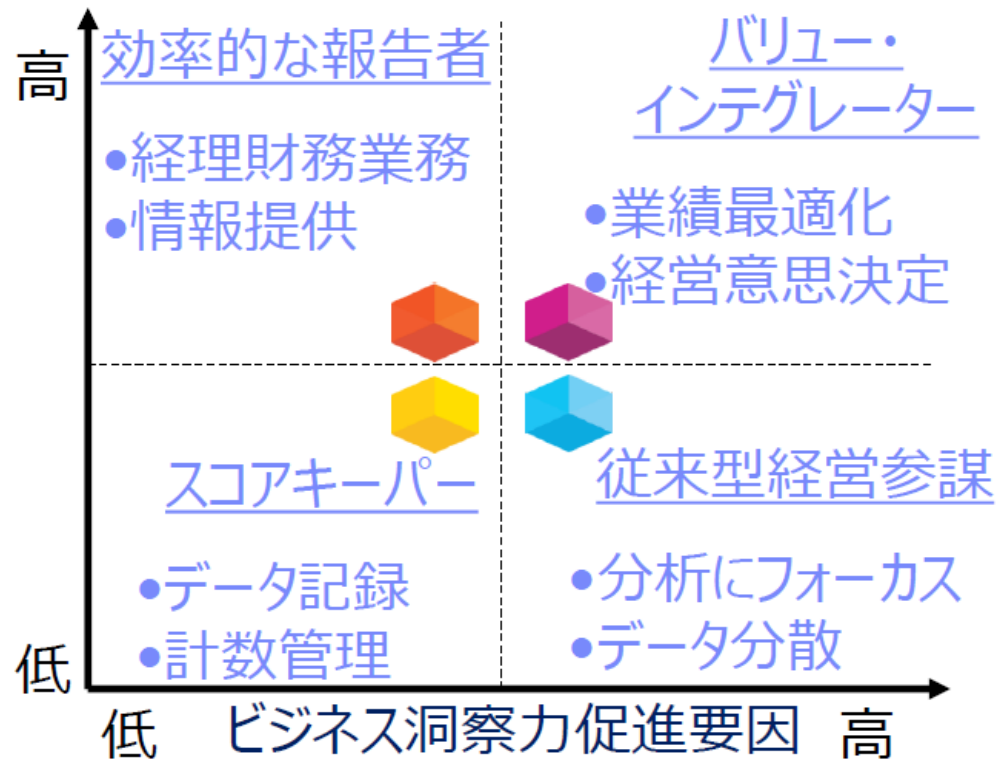 高
効率的な報告者
●経理財務業務
●情報提供
バリュー・
インテグレーター
●業績最適化
●経営意思決定
スコアキーパー
●データ記録
●計数管理
従来型経営参謀
●分析にフォーカス
●データ分散
低
低
ビジネス洞察力促進要因
高